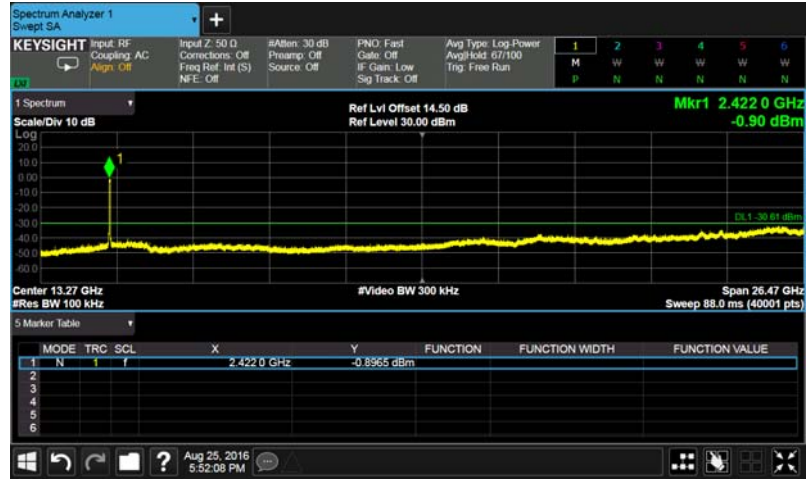 Spectrum Analyzer 1
Swept SA
+
KEYSIGHT Input: RF Input Z: 50 Ω #Atten: 30 dB PNO: Fast Avg Type: Log-Power 1 2 3 4 5 6
Coupling: AC Corrections: Off Preamp: Off Gate: Off Avg|Hold: 67/100 M W W W W W
Align: Off Freq Ref: Int (S) Source: Off IF Gain: Low Trig: Free Run P N N N N N
NFE: Off Sig Track: Off
LXI
1 Spectrum Ref Lvl Offset 14.50 dB Mkr1 2.422 0 GHz
Scale/Div 10 dB Ref Level 30.00 dBm -0.90 dBm
Log
20.0
10.0 1
0.00
-10.0
-20.0
-30.0 DL1 -30.61 dBm
-40.0
-50.0
-60.0
Center 13.27 GHz #Video BW 300 kHz Span 26.47 GHz
#Res BW 100 kHz Sweep 88.0 ms (40001 pts)
5 Marker Table
MODE TRC SCL X Y FUNCTION FUNCTION WIDTH FUNCTION VALUE
1 N 1 f 2.422 0 GHz -0.8965 dBm
2
3
4
5
6
? Aug 25, 2016
5:52:08 PM